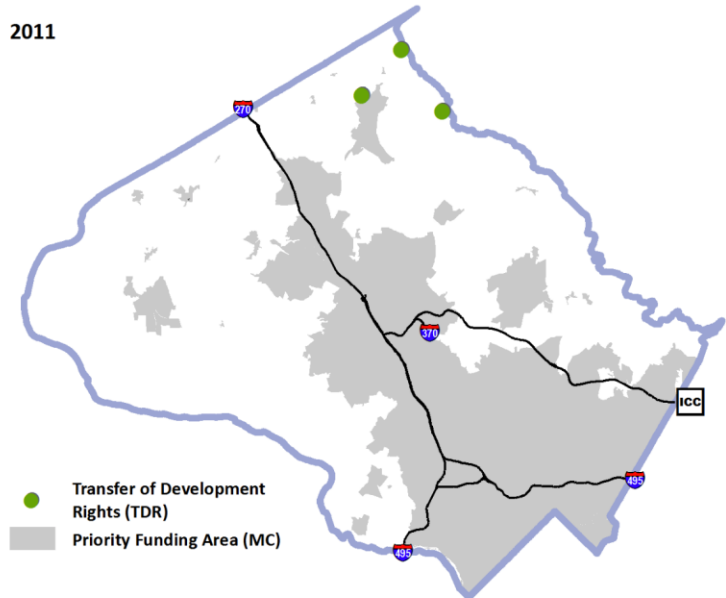 2011
270
370
ICC
495
Transfer of Development
Rights (TDR)
Priority Funding Area (MC)
495